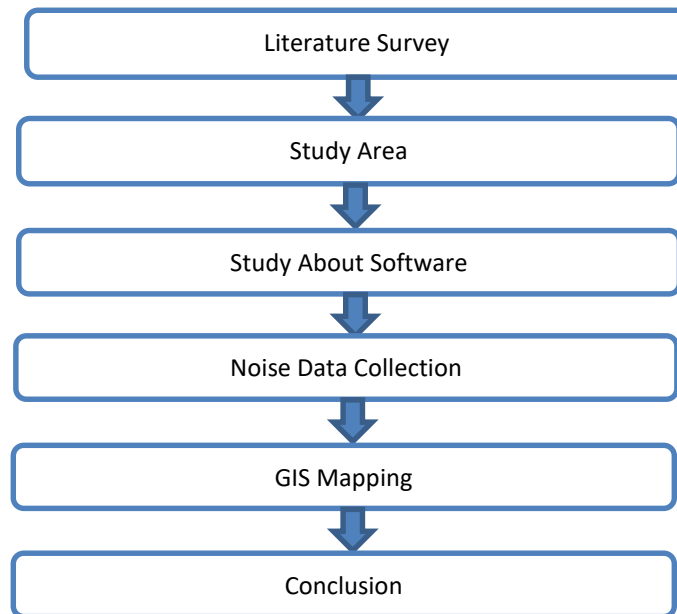 Literature Survey
Study Area
Study About Software
Noise Data Collection
GIS Mapping
Conclusion